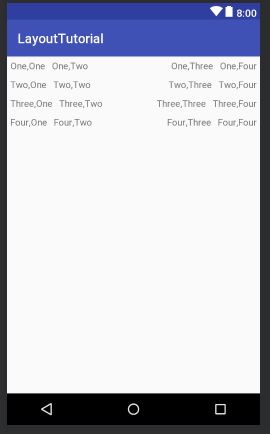 8:00
LayoutTutorial
One,One One,Two One,Three One,Four
Two,One Two,Two Two,Three Two,Four
Three,One Three,Two Three,Three Three,Four
Four,One Four,Two Four,Three Four,Four